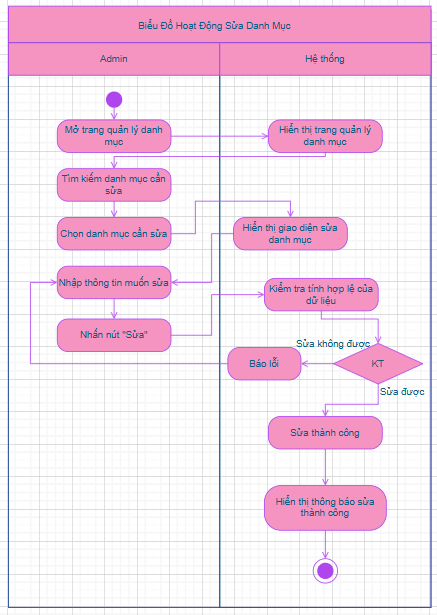 Biểu Đồ Hoạt Động Sửa Danh Mục
Admin
Hệ thống
Mở trang quản lý danh
mục
Hiển thị trang quản lý
danh mục
Tìm kiếm danh mục cần
sửa
Chọn danh mục cần sửa
Hiển thị giao diện sửa
danh mục
Nhập thông tin muốn sửa
Kiểm tra tính hợp lệ của
dữ liệu
Nhấn nút "Sửa"
Sửa không được
Báo lỗi
KT
Sửa được
Sửa thành công
Hiển thị thông báo sửa
thành công